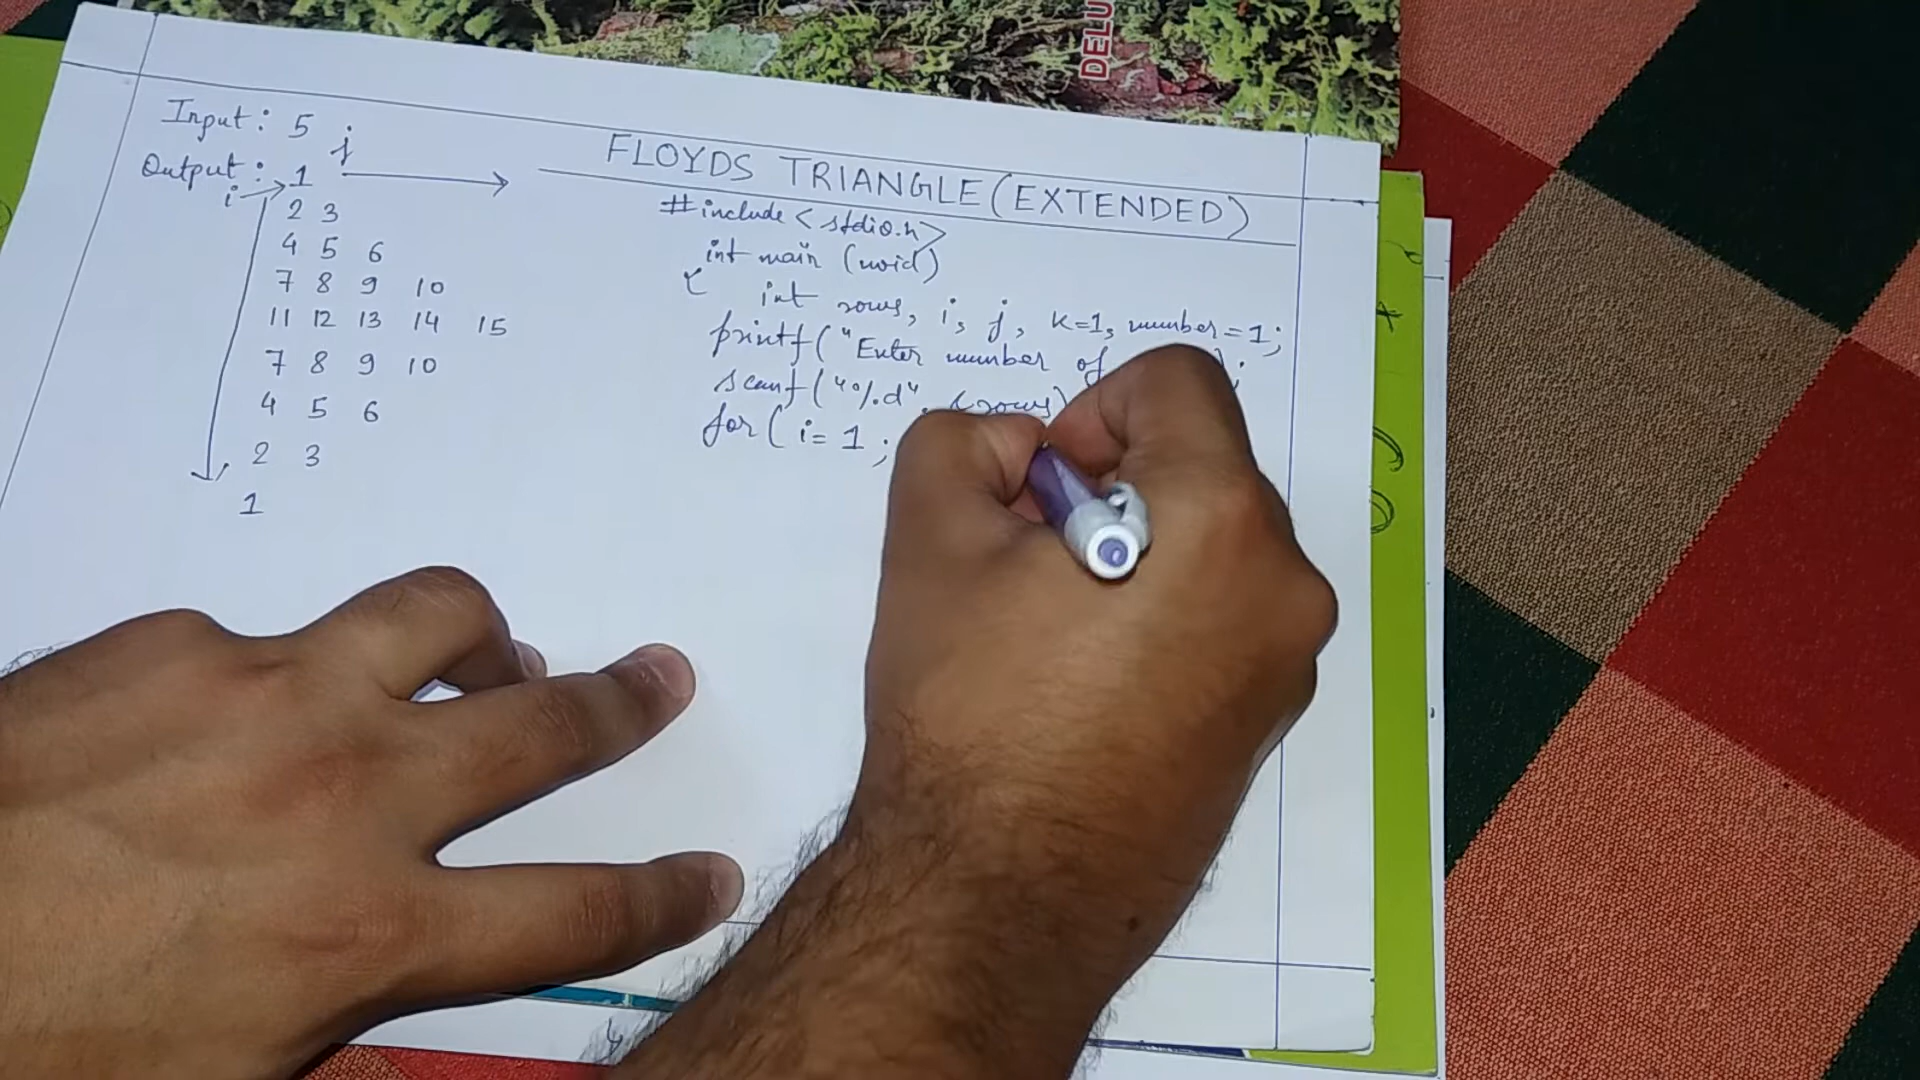 DELU
Input: 5
j
Output: 1
i
2 3
4 5 6
7 8 9 10
11 12 13 14 15
7 8 9 10
4 5 6
2 3
1
FLOYDS TRIANGLE (EXTENDED)
#include <stdio.h>
int main (void)
{ int rows, i, j, k=1, number=1;
printf("Enter number of
scanf("%d", &rows)
for( i= 1 ;